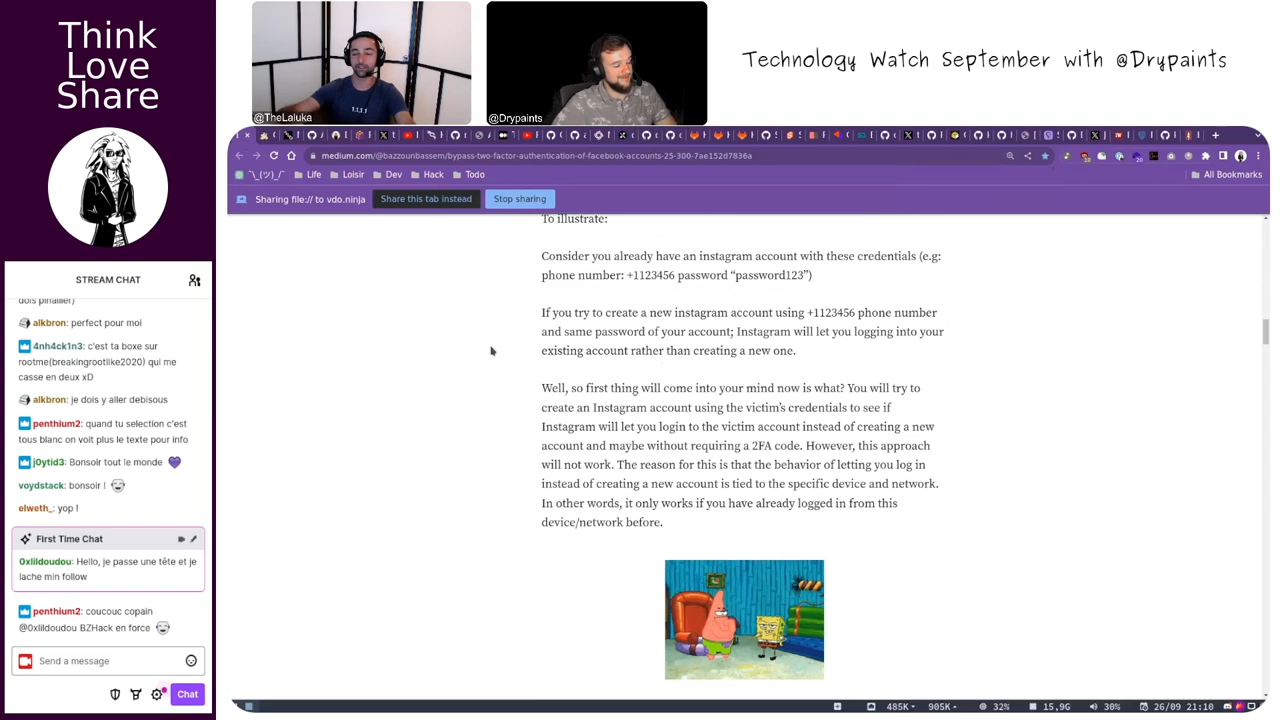 Think
Love
Share
@TheLaluka
@Drypaints
Technology Watch September with @Drypaints
medium.com/@bazzounbassem/bypass-two-factor-authentication-of-facebook-accounts-25-300-7ae152d7836a
¯\_(ツ)_/¯ Life Loisir Dev Hack Todo All Bookmarks
Sharing file:// to vdo.ninja Share this tab instead Stop sharing
To illustrate:
Consider you already have an instagram account with these credentials (e.g:
phone number: +1123456 password “password123”)
If you try to create a new instagram account using +1123456 phone number
and same password of your account; Instagram will let you logging into your
existing account rather than creating a new one.
Well, so first thing will come into your mind now is what? You will try to
create an Instagram account using the victim’s credentials to see if
Instagram will let you login to the victim account instead of creating a new
account and maybe without requiring a 2FA code. However, this approach
will not work. The reason for this is that the behavior of letting you log in
instead of creating a new account is tied to the specific device and network.
In other words, it only works if you have already logged in from this
device/network before.
STREAM CHAT
dois pinailler)
alkbron: perfect pour moi
4nh4ck1n3: c'est ta boxe sur
rootme(breakingrootlike2020) qui me
casse en deux xD
alkbron: je dois y aller debisous
penthium2: quand tu selection c'est
tous blanc on voit plus le texte pour info
j0ytid3: Bonsoir tout le monde
voydstack: bonsoir !
elweth_: yop !
First Time Chat
0xlildoudou: Hello, je passe une tête et je
lache min follow
penthium2: coucouc copain
@0xlildoudou BZHack en force
Send a message
Chat
485K 905K 32% 15,9G 30% 26/09 21:10